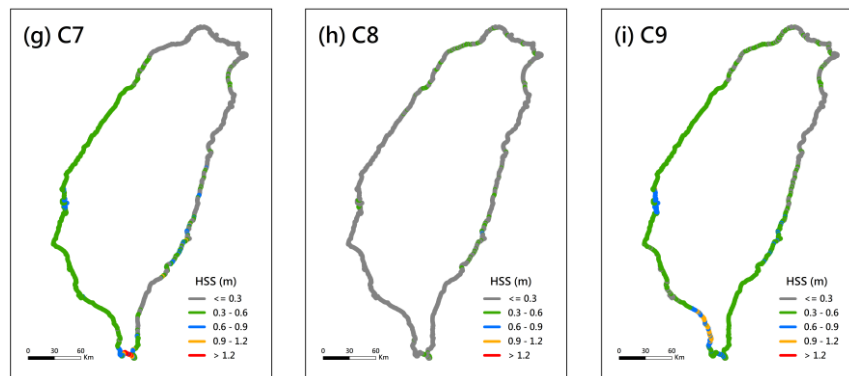 (g) C7
HSS (m)
<= 0.3
0.3 - 0.6
0.6 - 0.9
0.9 - 1.2
> 1.2
0 30 60
Km
(h) C8
HSS (m)
<= 0.3
0.3 - 0.6
0.6 - 0.9
0.9 - 1.2
> 1.2
0 30 60
Km
(i) C9
HSS (m)
<= 0.3
0.3 - 0.6
0.6 - 0.9
0.9 - 1.2
> 1.2
0 30 60
Km